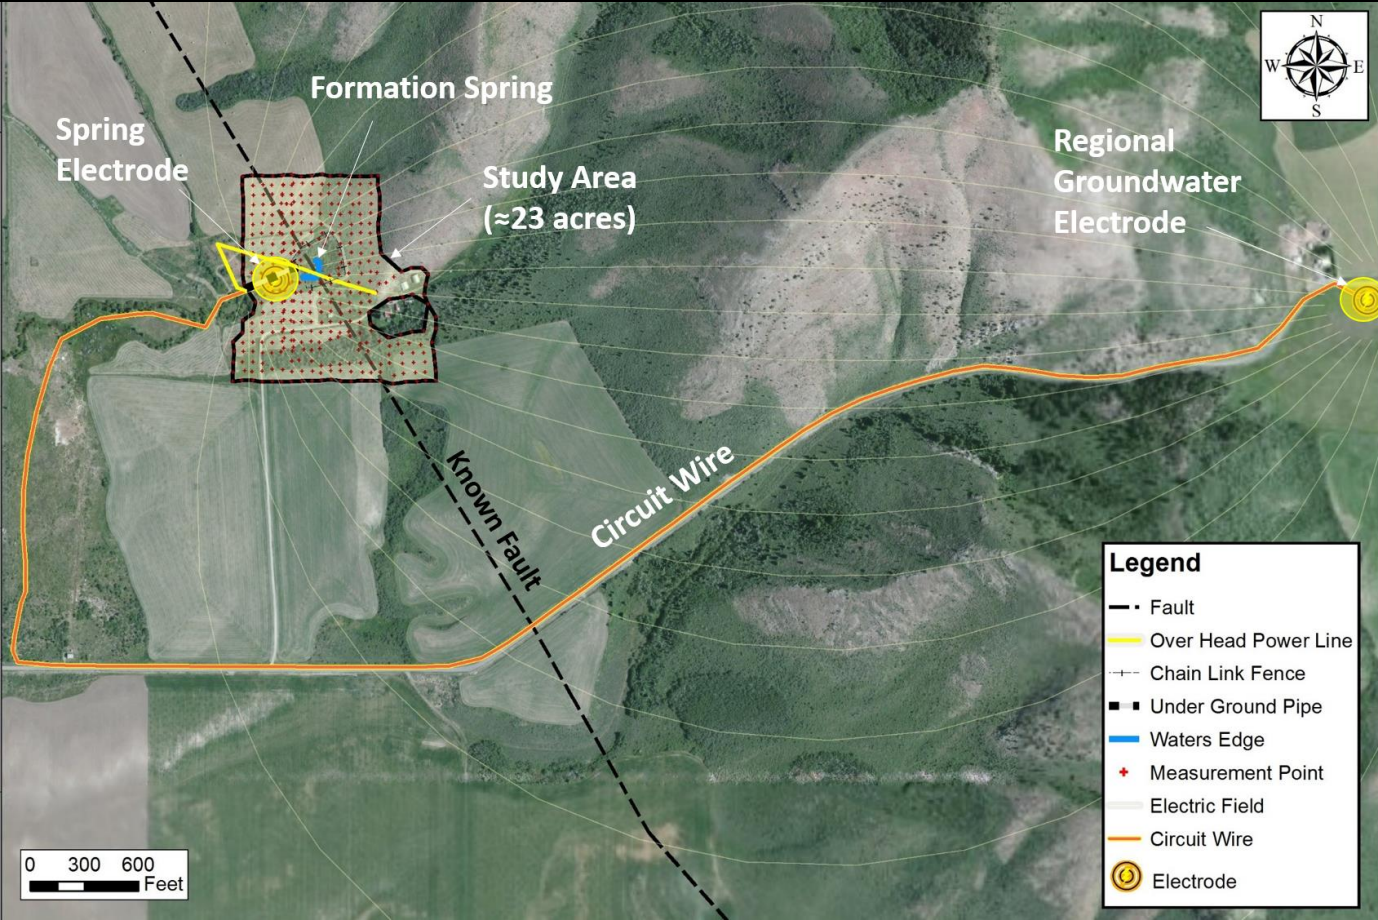 N
W E
S
Formation Spring
Spring
Electrode
Study Area
(≈23 acres)
Regional
Groundwater
Electrode
Known Fault
Circuit Wire
Legend
Fault
Over Head Power Line
Chain Link Fence
Under Ground Pipe
Waters Edge
Measurement Point
Electric Field
Circuit Wire
Electrode
0 300 600
Feet